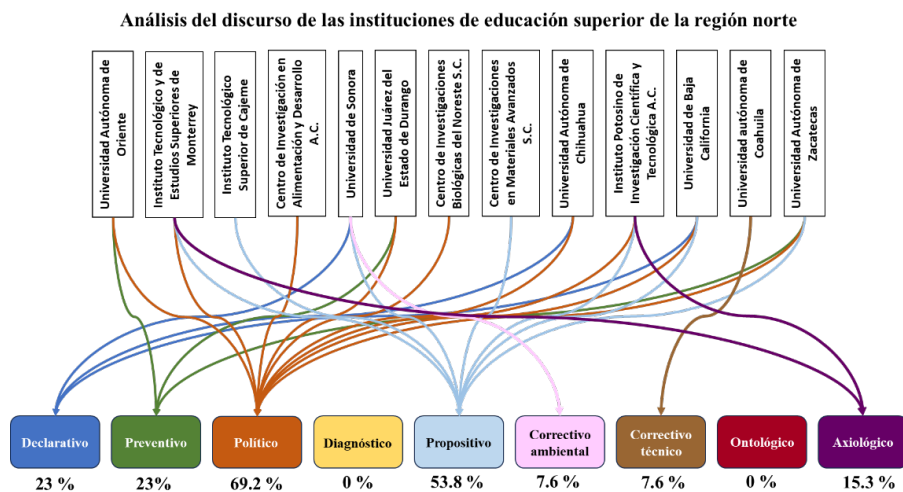 Análisis del discurso de las instituciones de educación superior de la región norte
Universidad Autónoma de
Oriente
Instituto Tecnológico y de
Estudios Superiores de
Monterrey
Instituto Tecnológico
Superior de Cajeme
Centro de Investigación en
Alimentación y Desarrollo
A.C.
Universidad de Sonora
Universidad Juárez del
Estado de Durango
Centro de Investigaciones
Biológicas del Noreste S.C.
Centro de Investigaciones
en Materiales Avanzados
S.C.
Universidad Autónoma de
Chihuahua
Instituto Potosino de
Investigación Científica y
Tecnológica A.C.
Universidad de Baja
California
Universidad autónoma de
Coahuila
Universidad Autónoma de
Zacatecas
Declarativo
Preventivo
Político
Diagnóstico
Propositivo
Correctivo
ambiental
Correctivo
técnico
Ontológico
Axiológico
23 %
23%
69.2 %
0 %
53.8 %
7.6 %
7.6 %
0 %
15.3 %